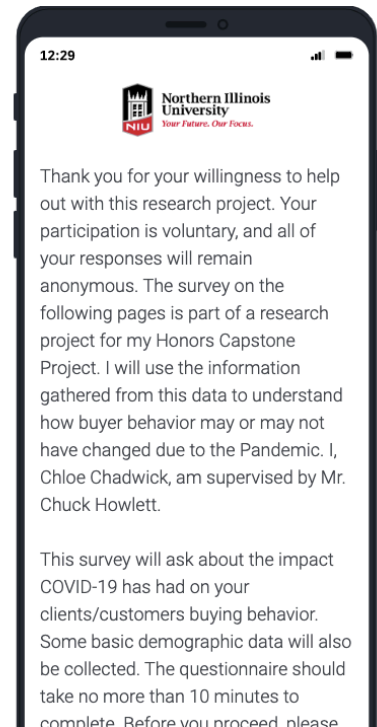 12:29
Northern Illinois
University
Your Future. Our Focus.
NIU
Thank you for your willingness to help
out with this research project. Your
participation is voluntary, and all of
your responses will remain
anonymous. The survey on the
following pages is part of a research
project for my Honors Capstone
Project. I will use the information
gathered from this data to understand
how buyer behavior may or may not
have changed due to the Pandemic. I,
Chloe Chadwick, am supervised by Mr.
Chuck Howlett.
This survey will ask about the impact
COVID-19 has had on your
clients/customers buying behavior.
Some basic demographic data will also
be collected. The questionnaire should
take no more than 10 minutes to
complete. Before you proceed, please